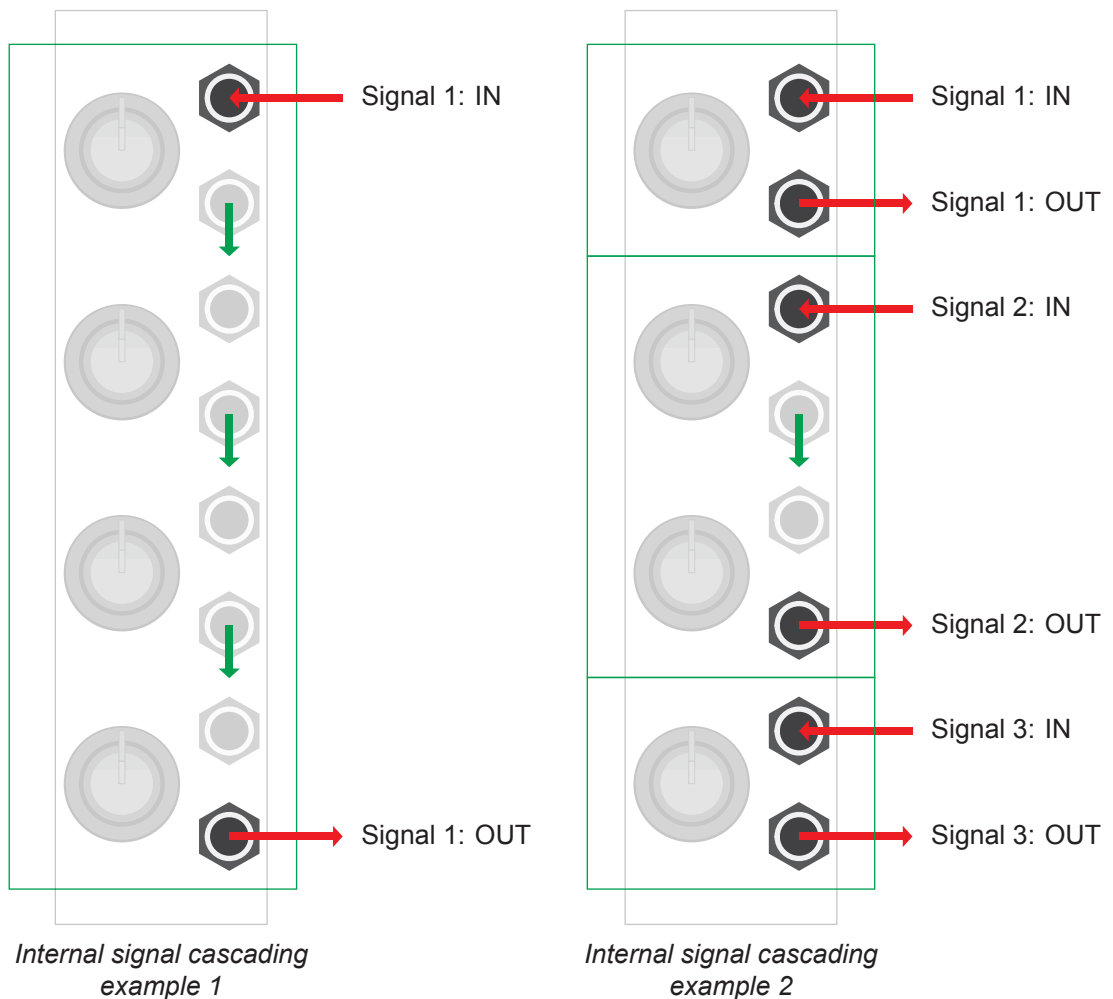 Signal 1: IN
Signal 1: OUT
Internal signal cascading
example 1
Signal 1: IN
Signal 1: OUT
Signal 2: IN
Signal 2: OUT
Signal 3: IN
Signal 3: OUT
Internal signal cascading
example 2